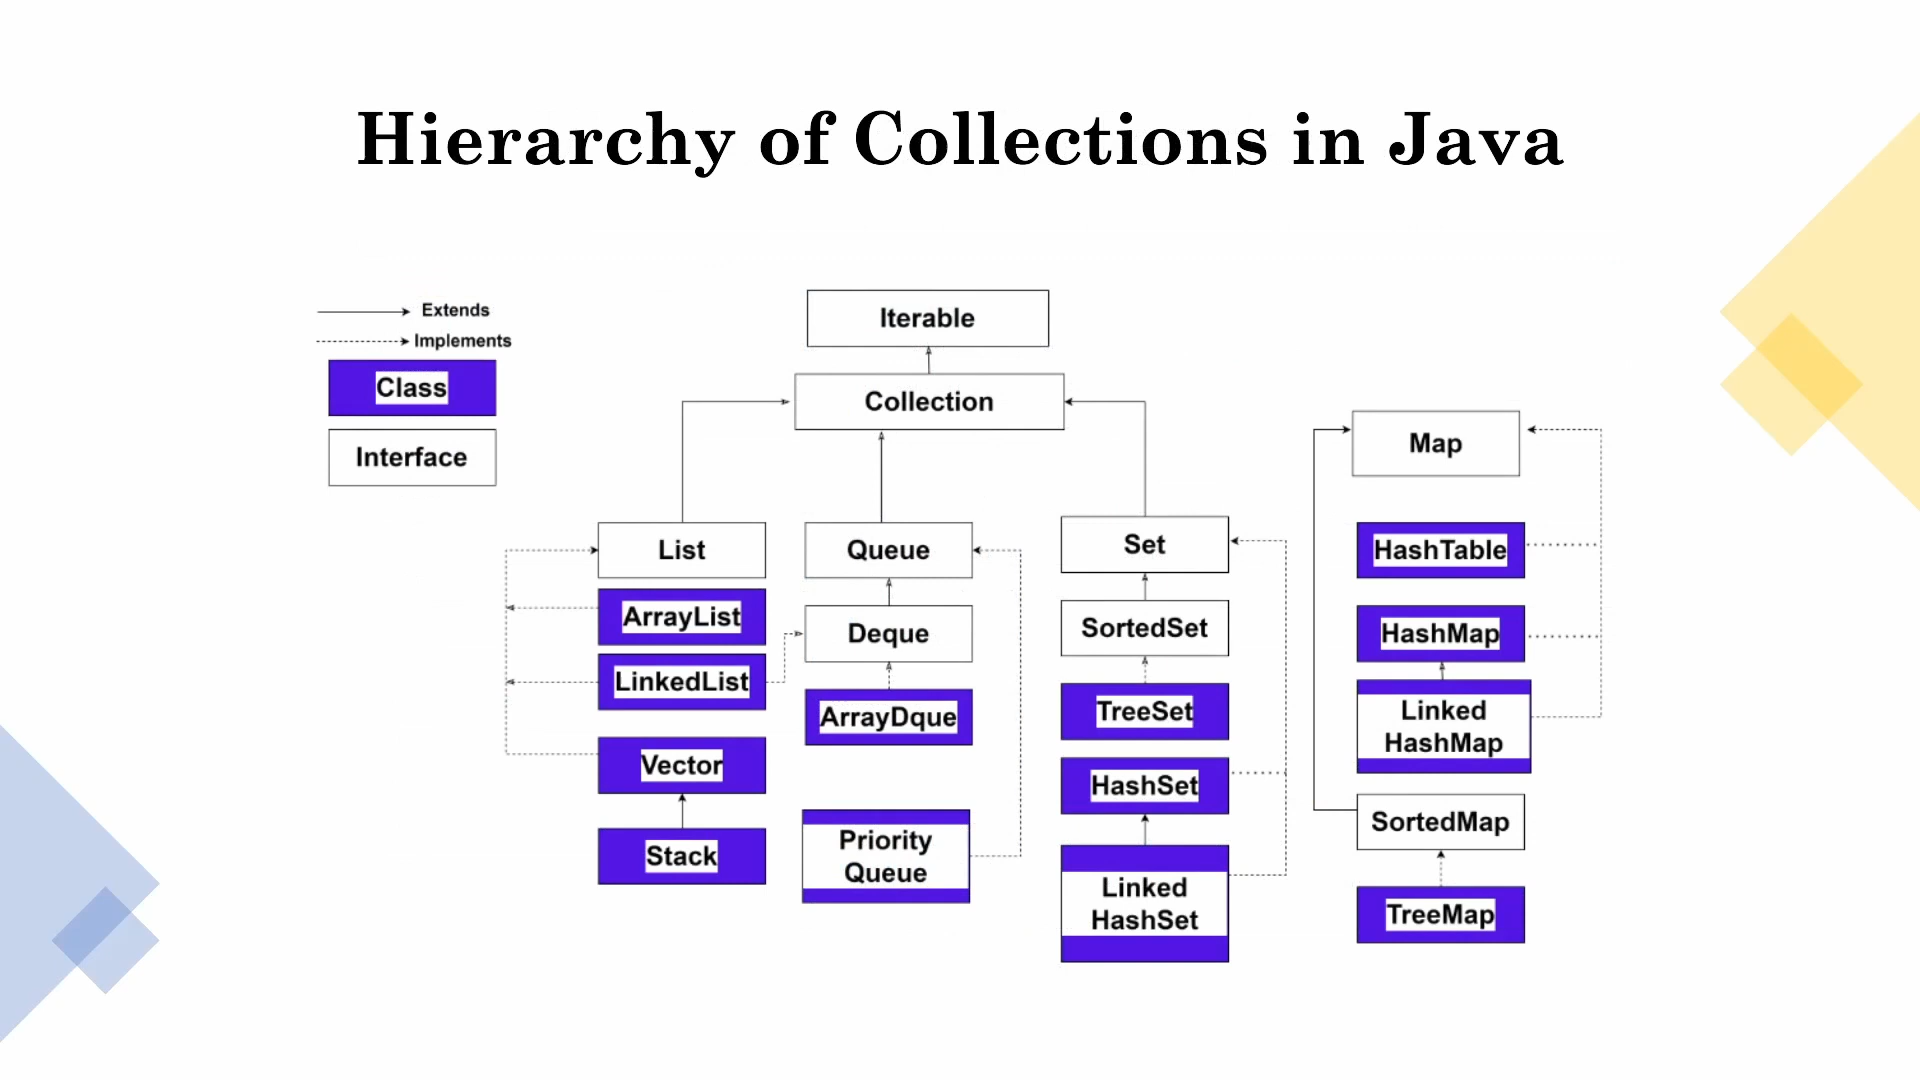 Hierarchy of Collections in Java
Extends
Implements
Class
Interface
Iterable
Collection
List
ArrayList
LinkedList
Vector
Stack
Queue
Deque
ArrayDque
Priority
Queue
Set
SortedSet
TreeSet
HashSet
Linked
HashSet
Map
HashTable
HashMap
Linked
HashMap
SortedMap
TreeMap